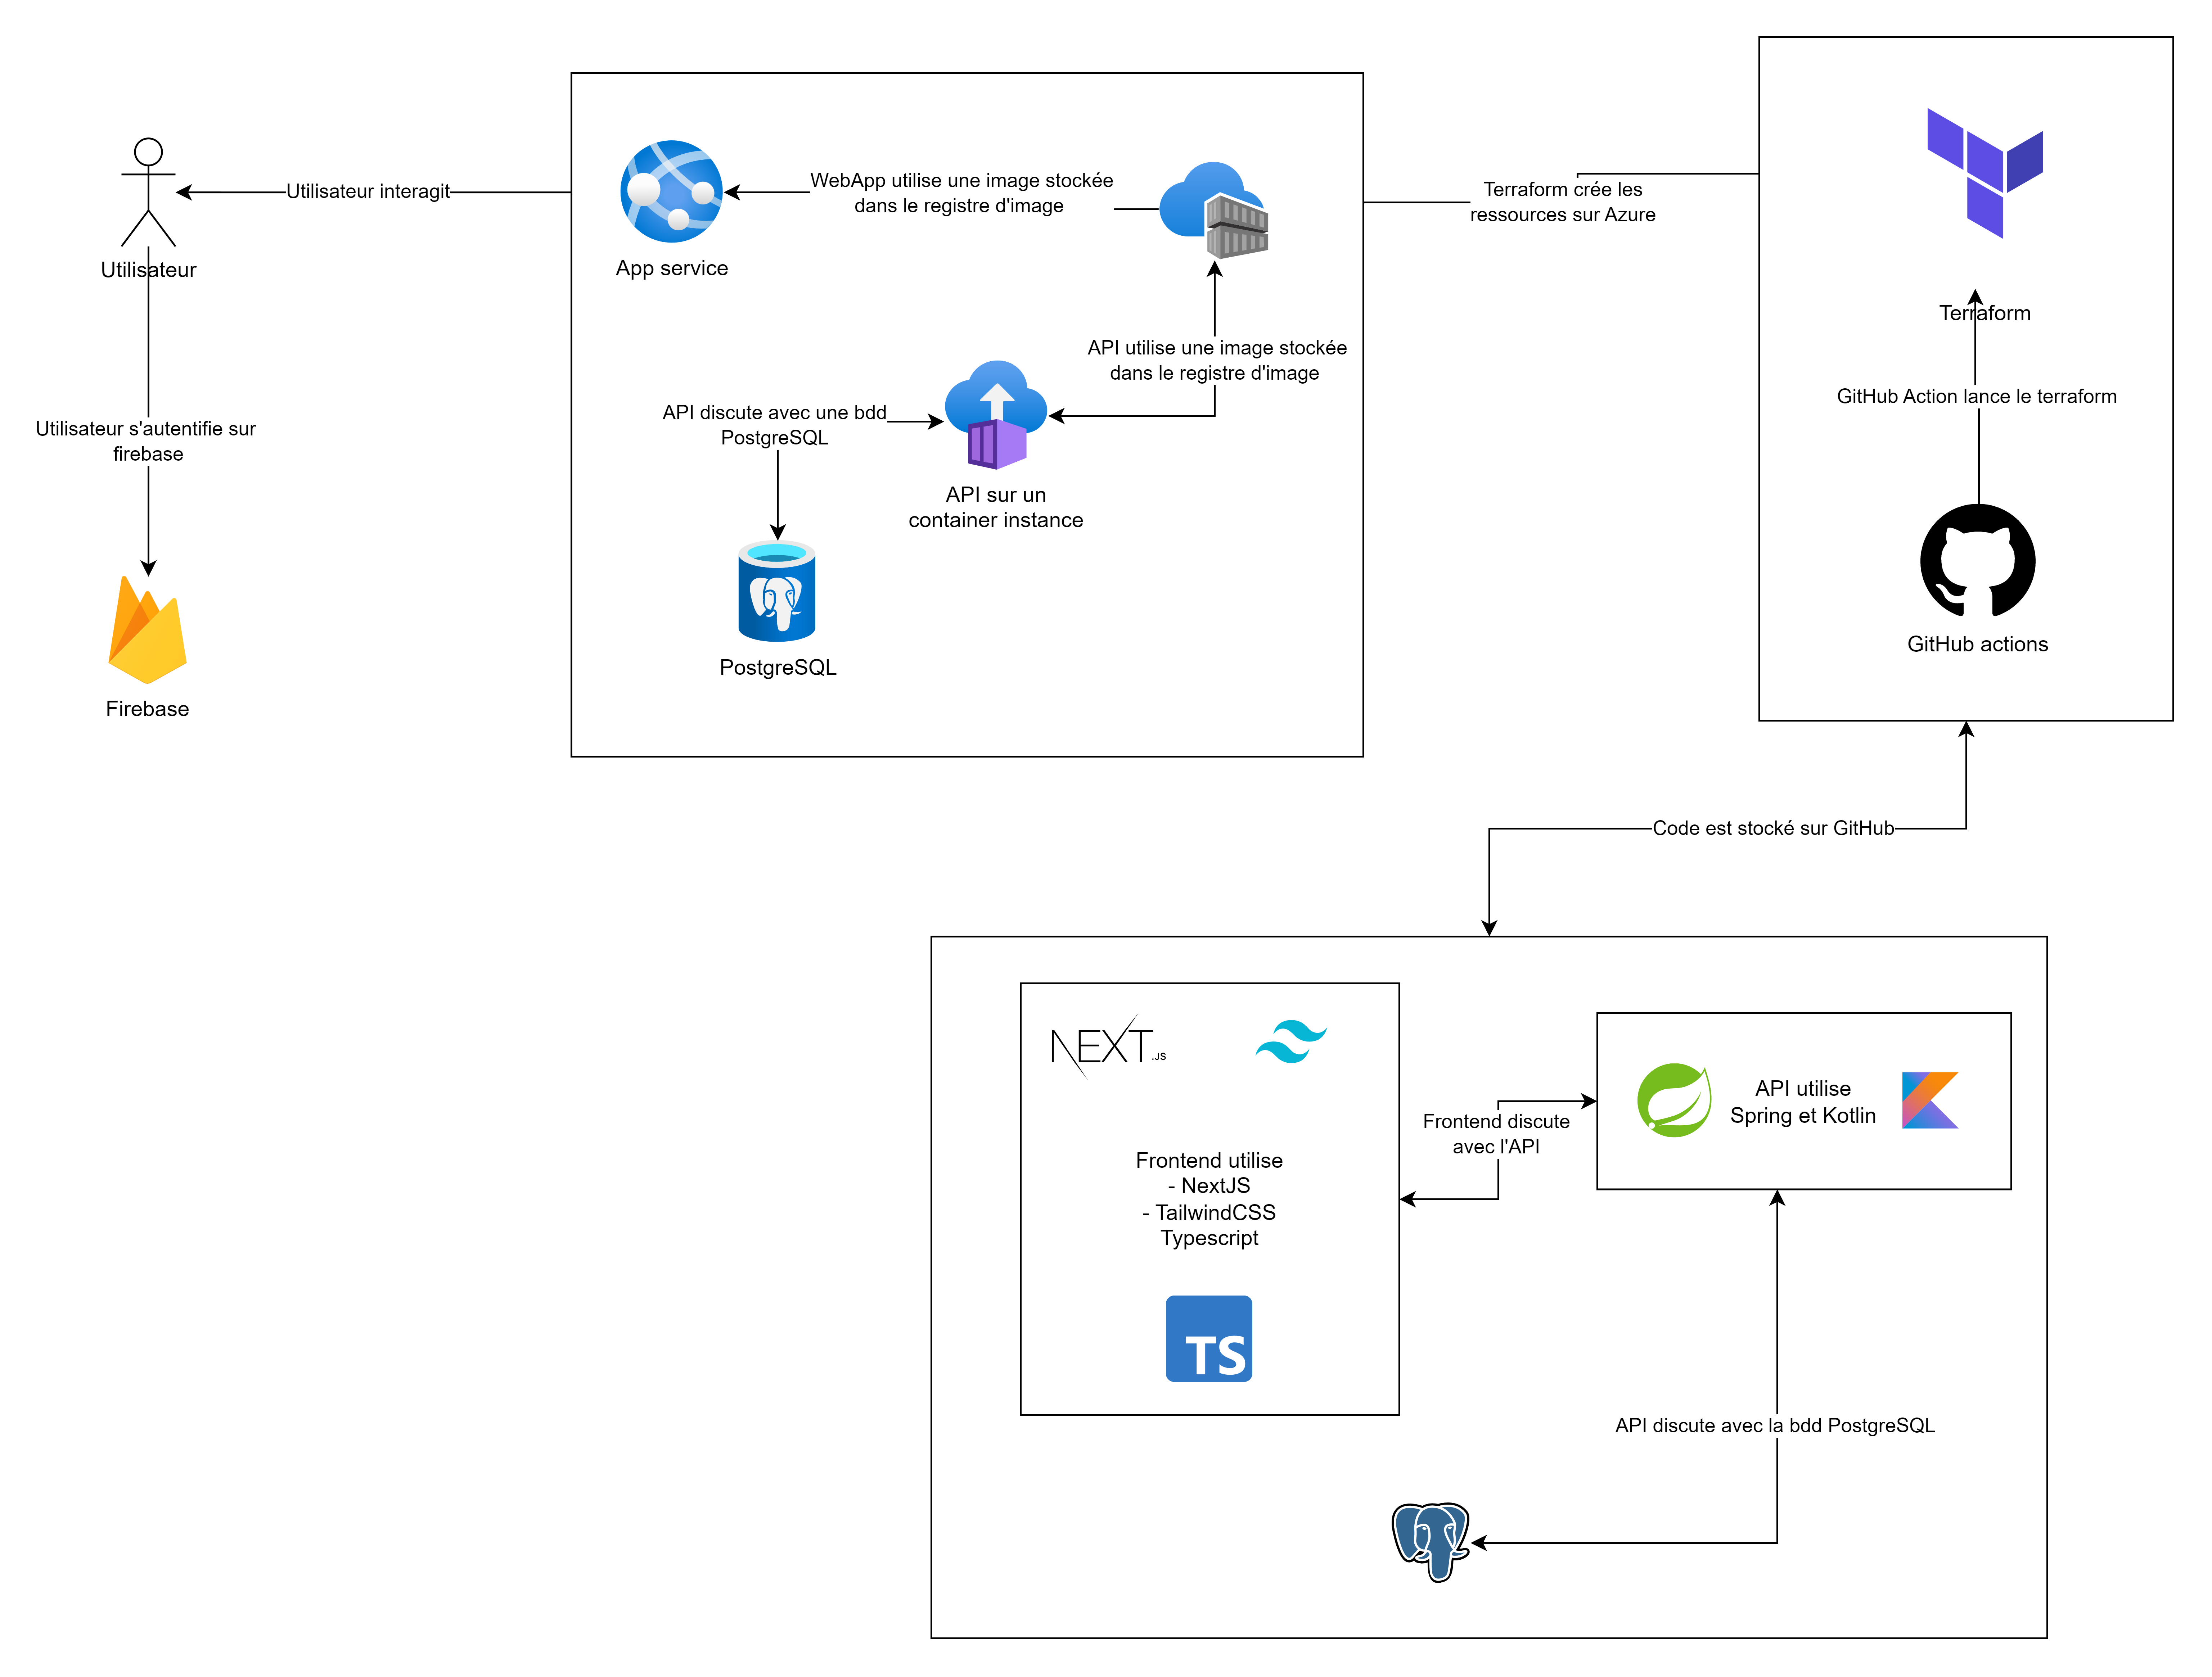 Utilisateur interagit
Utilisateur
Utilisateur s'autentifie sur
firebase
Firebase
WebApp utilise une image stockée
dans le registre d'image
App service
API utilise une image stockée
dans le registre d'image
API discute avec une bdd
PostgreSQL
API sur un
container instance
PostgreSQL
Terraform crée les
ressources sur Azure
Terraform
GitHub Action lance le terraform
GitHub actions
Code est stocké sur GitHub
NEXT.JS
Frontend utilise
- NextJS
- TailwindCSS
Typescript
TS
Frontend discute
avec l'API
API utilise
Spring et Kotlin
API discute avec la bdd PostgreSQL